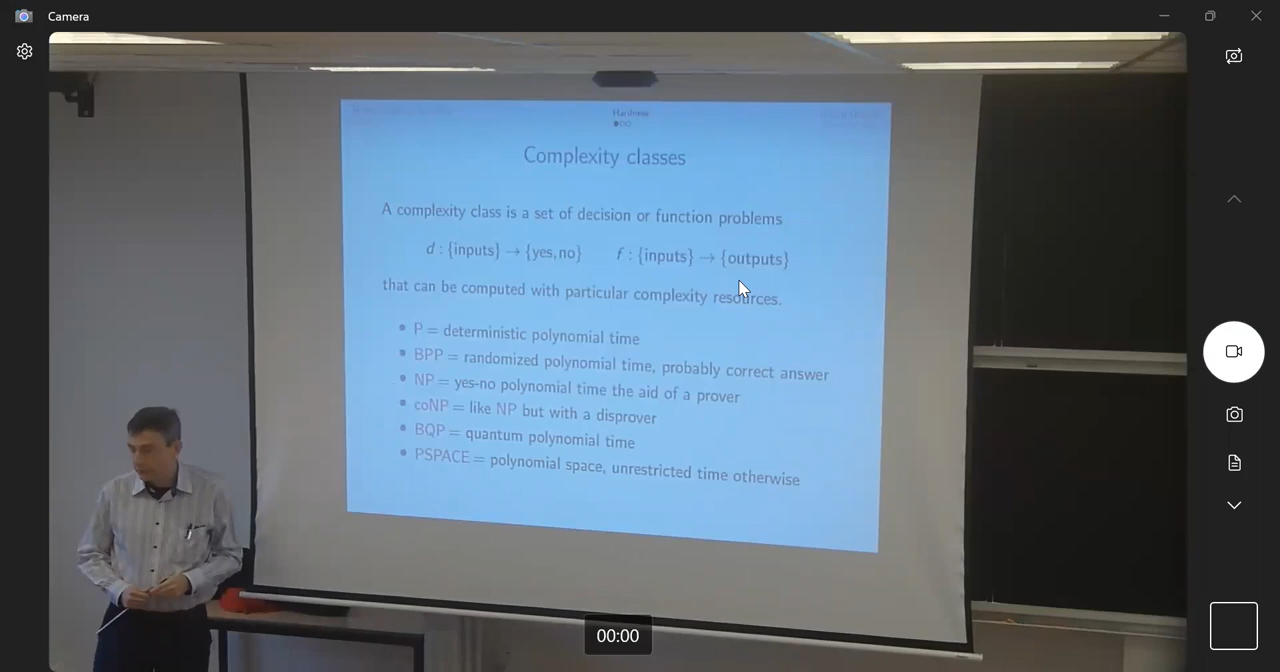 Camera
Hardness
Complexity classes
A complexity class is a set of decision or function problems
d : {inputs} → {yes, no} f : {inputs} → {outputs}
that can be computed with particular complexity resources.
• P = deterministic polynomial time
• BPP = randomized polynomial time, probably correct answer
• NP = yes-no polynomial time the aid of a prover
• coNP = like NP but with a disprover
• BQP = quantum polynomial time
• PSPACE = polynomial space, unrestricted time otherwise
00:00